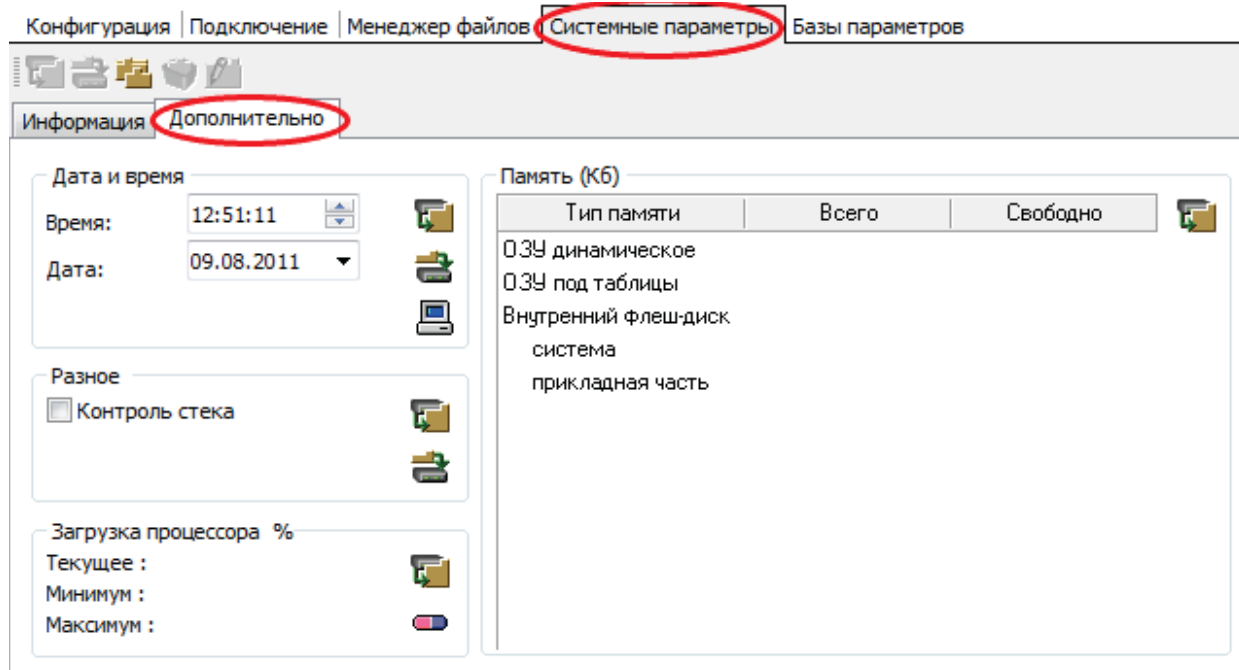 Конфигурация | Подключение | Менеджер файлов | Системные параметры | Базы параметров
Информация Дополнительно
Дата и время
Время: 12:51:11
Дата: 09.08.2011
Разное
Контроль стека
Загрузка процессора %
Текущее :
Минимум :
Максимум :
Память (Кб)
Тип памяти Всего Свободно
ОЗУ динамическое
ОЗУ под таблицы
Внутренний флеш-диск
система
прикладная часть